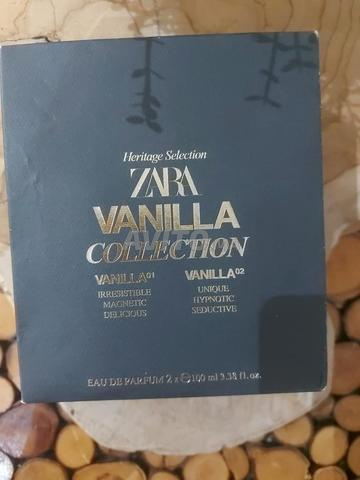 Heritage Selection
ZARA
VANILLA
COLLECTION
VANILLA01 VANILLA02
IRRESISTIBLE UNIQUE
MAGNETIC HYPNOTIC
DELICIOUS SEDUCTIVE
EAU DE PARFUM 2 x ℮ 100 ml 3.38 fl. oz.